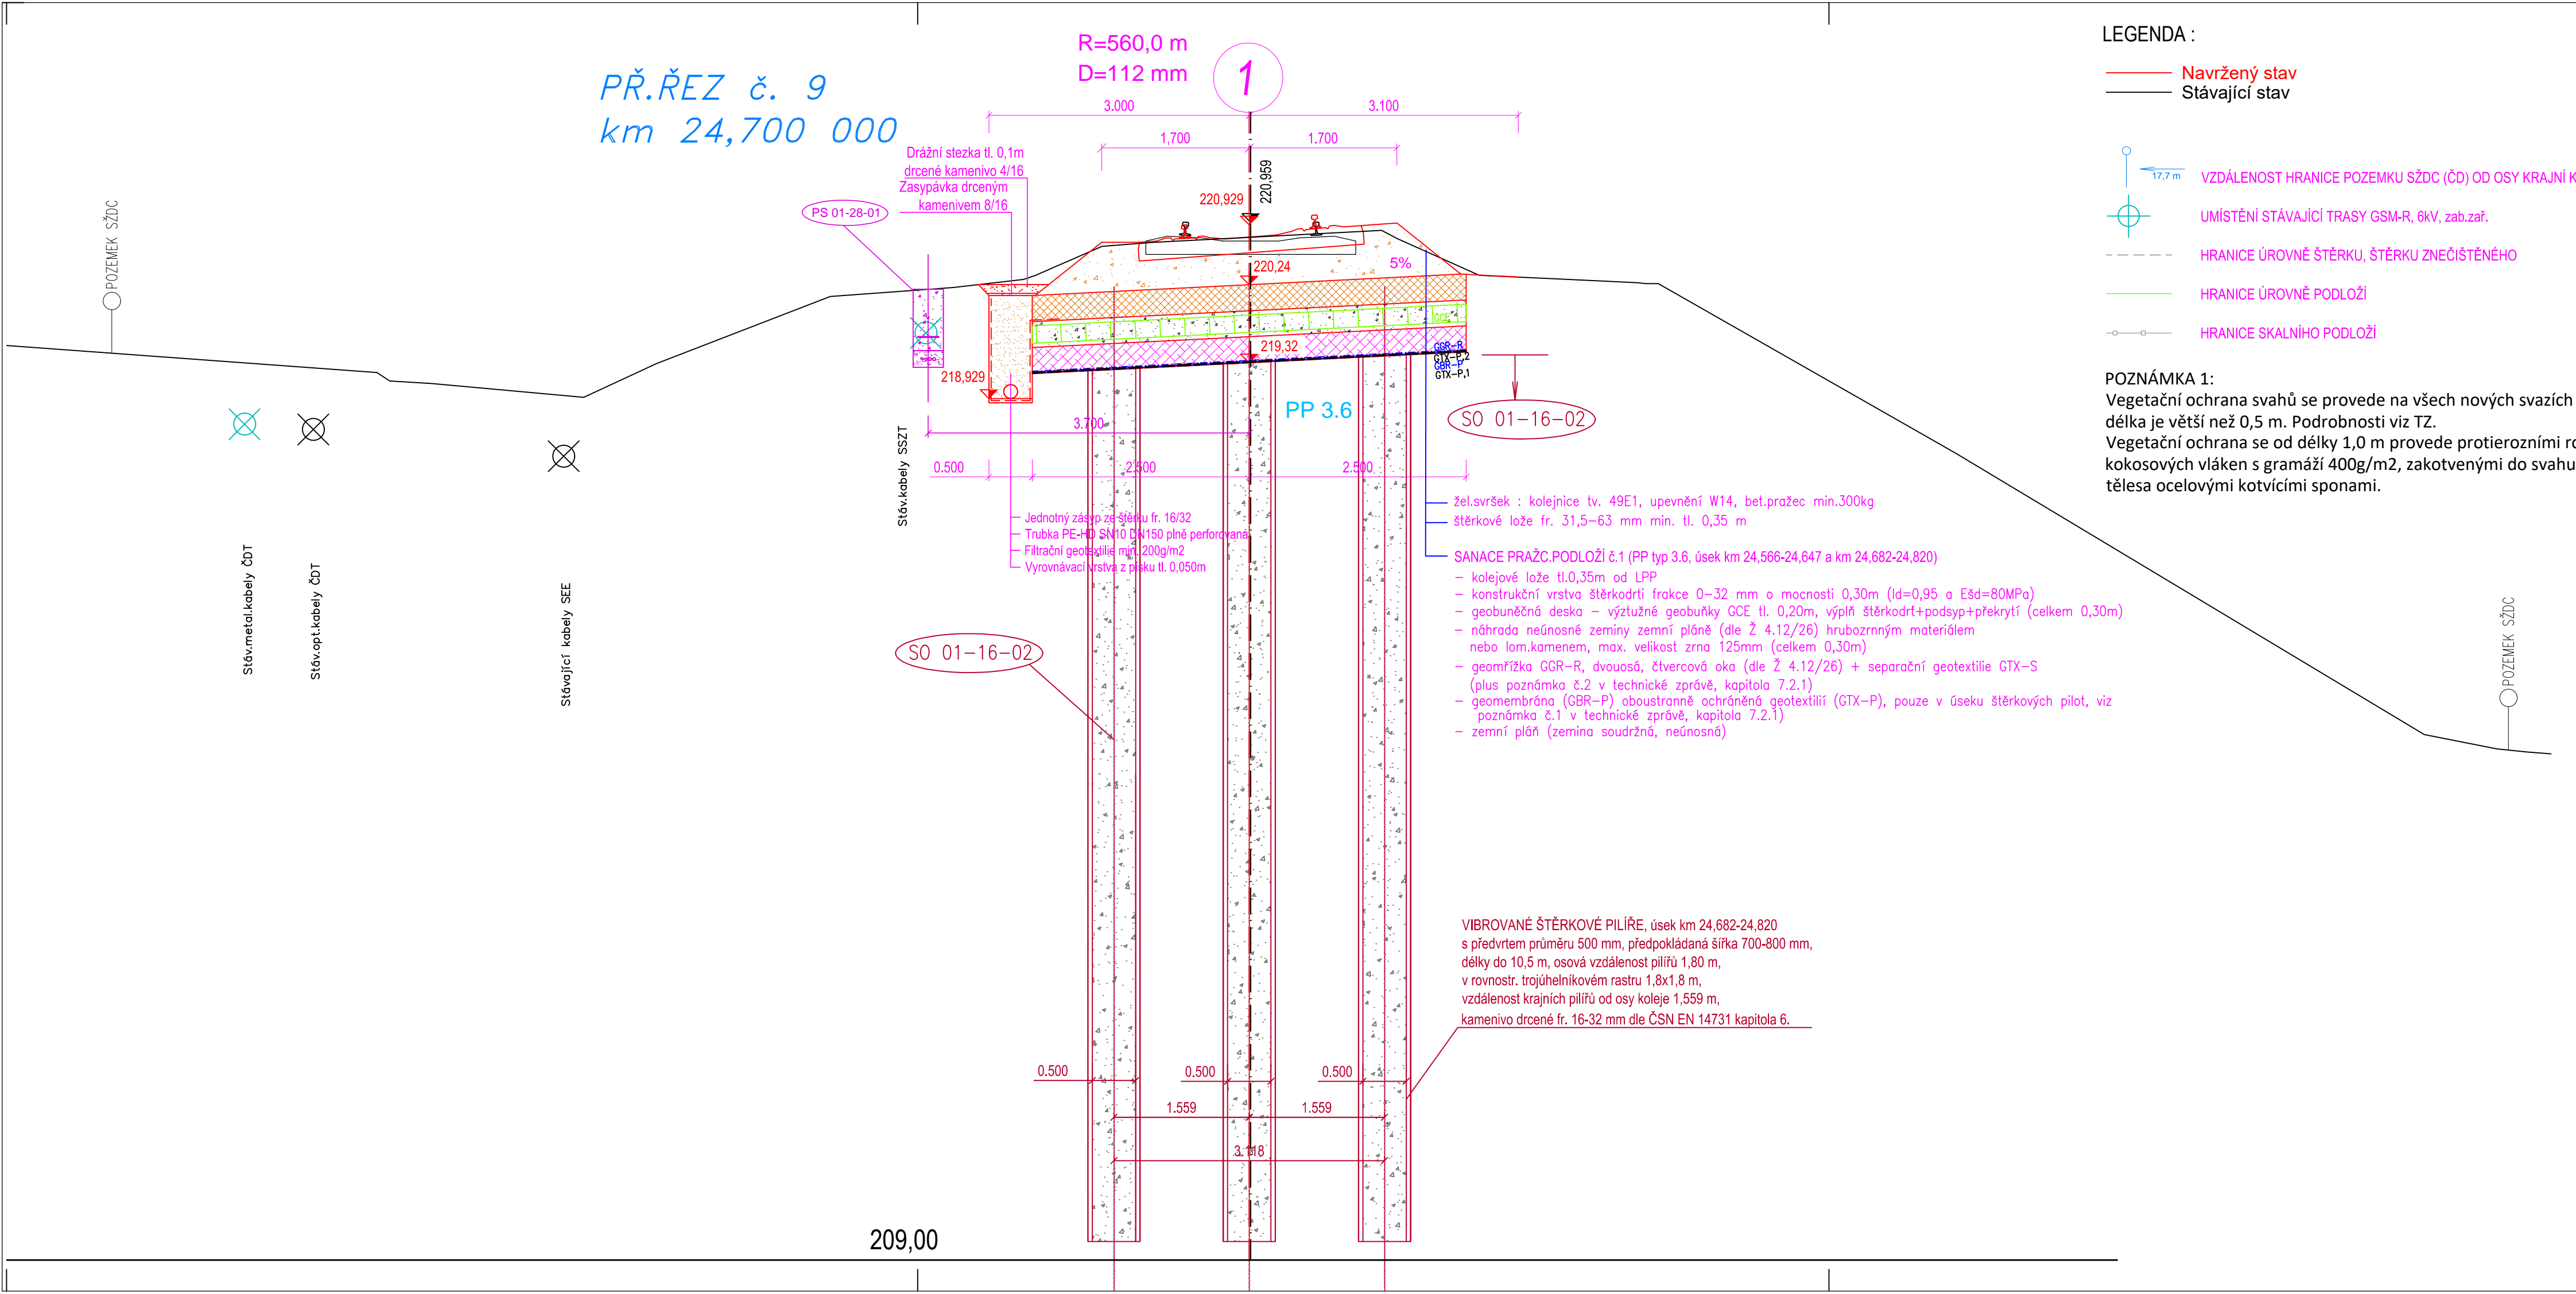 PŘ.ŘEZ č. 9
km 24,700 000
R=560,0 m
D=112 mm
1
3.000
3.100
1,700
1.700
Drážní stezka tl. 0,1m
drcené kamenivo 4/16
Zasypávka drceným
kamenivem 8/16
PS 01-28-01
220,929
220,959
220,24
5%
GCE
219,32
GGR-R
GTX-P,2
GBR-P
GTX-P,1
218,929
PP 3.6
SO 01-16-02
3.700
0.500
2.500
2.500
POZEMEK SŽDC
Stáv.metal.kabely ČDT
Stáv.opt.kabely ČDT
Stávající kabely SEE
Stáv.kabely SSZT
Jednotný zásyp ze štěrku fr. 16/32
Trubka PE-HD SN10 DN150 plně perforovaná
Filtrační geotextilie min. 200g/m2
Vyrovnávací vrstva z písku tl. 0,050m
SO 01-16-02
žel.svršek : kolejnice tv. 49E1, upevnění W14, bet.pražec min.300kg
štěrkové lože fr. 31,5-63 mm min. tl. 0,35 m
SANACE PRAŽC.PODLOŽÍ č.1 (PP typ 3.6, úsek km 24,566-24,647 a km 24,682-24,820)
- kolejové lože tl.0,35m od LPP
- konstrukční vrstva štěrkodrti frakce 0-32 mm o mocnosti 0,30m (Id=0,95 a Ešd=80MPa)
- geobuněčná deska - výztužné geobuňky GCE tl. 0,20m, výplň štěrkodrť+podsyp+překrytí (celkem 0,30m)
- náhrada neúnosné zeminy zemní pláně (dle Ž 4.12/26) hrubozrnným materiálem
nebo lom.kamenem, max. velikost zrna 125mm (celkem 0,30m)
- geomřížka GGR-R, dvouosá, čtvercová oka (dle Ž 4.12/26) + separační geotextilie GTX-S
(plus poznámka č.2 v technické zprávě, kapitola 7.2.1)
- geomembrána (GBR-P) oboustranně ochráněná geotextilií (GTX-P), pouze v úseku štěrkových pilot, viz
poznámka č.1 v technické zprávě, kapitola 7.2.1)
- zemní pláň (zemina soudržná, neúnosná)
VIBROVANÉ ŠTĚRKOVÉ PILÍŘE, úsek km 24,682-24,820
s předvrtem průměru 500 mm, předpokládaná šířka 700-800 mm,
délky do 10,5 m, osová vzdálenost pilířů 1,80 m,
v rovnostr. trojúhelníkovém rastru 1,8x1,8 m,
vzdálenost krajních pilířů od osy koleje 1,559 m,
kamenivo drcené fr. 16-32 mm dle ČSN EN 14731 kapitola 6.
0.500
0.500
0.500
1.559
1.559
3.118
209,00
POZEMEK SŽDC
LEGENDA :
Navržený stav
Stávající stav
17,7 m
VZDÁLENOST HRANICE POZEMKU SŽDC (ČD) OD OSY KRAJNÍ K
UMÍSTĚNÍ STÁVAJÍCÍ TRASY GSM-R, 6kV, zab.zař.
HRANICE ÚROVNĚ ŠTĚRKU, ŠTĚRKU ZNEČIŠTĚNÉHO
HRANICE ÚROVNĚ PODLOŽÍ
HRANICE SKALNÍHO PODLOŽÍ
POZNÁMKA 1:
Vegetační ochrana svahů se provede na všech nových svazích
délka je větší než 0,5 m. Podrobnosti viz TZ.
Vegetační ochrana se od délky 1,0 m provede protierozními ro
kokosových vláken s gramáží 400g/m2, zakotvenými do svahu
tělesa ocelovými kotvícími sponami.